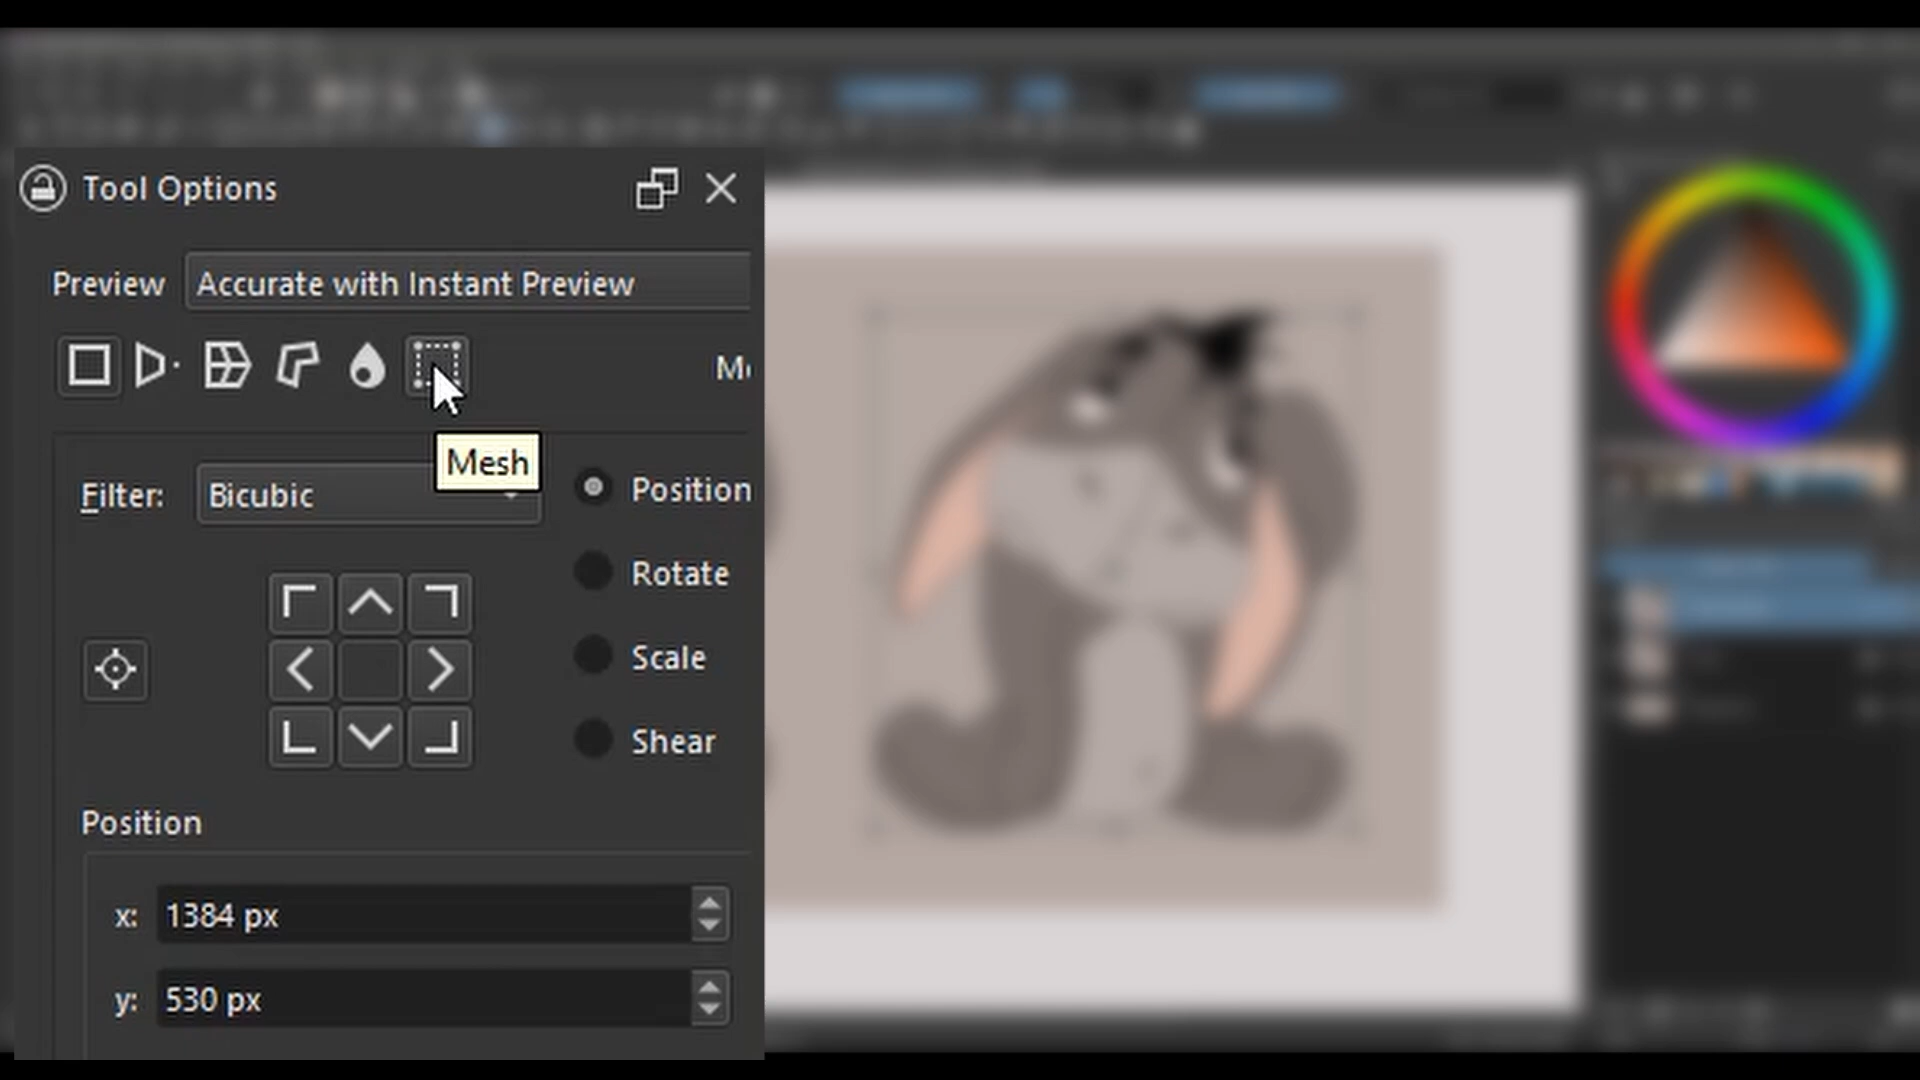 Tool Options
Preview Accurate with Instant Preview
Mesh
Filter: Bicubic
Position
Rotate
Scale
Shear
Position
x: 1384 px
y: 530 px